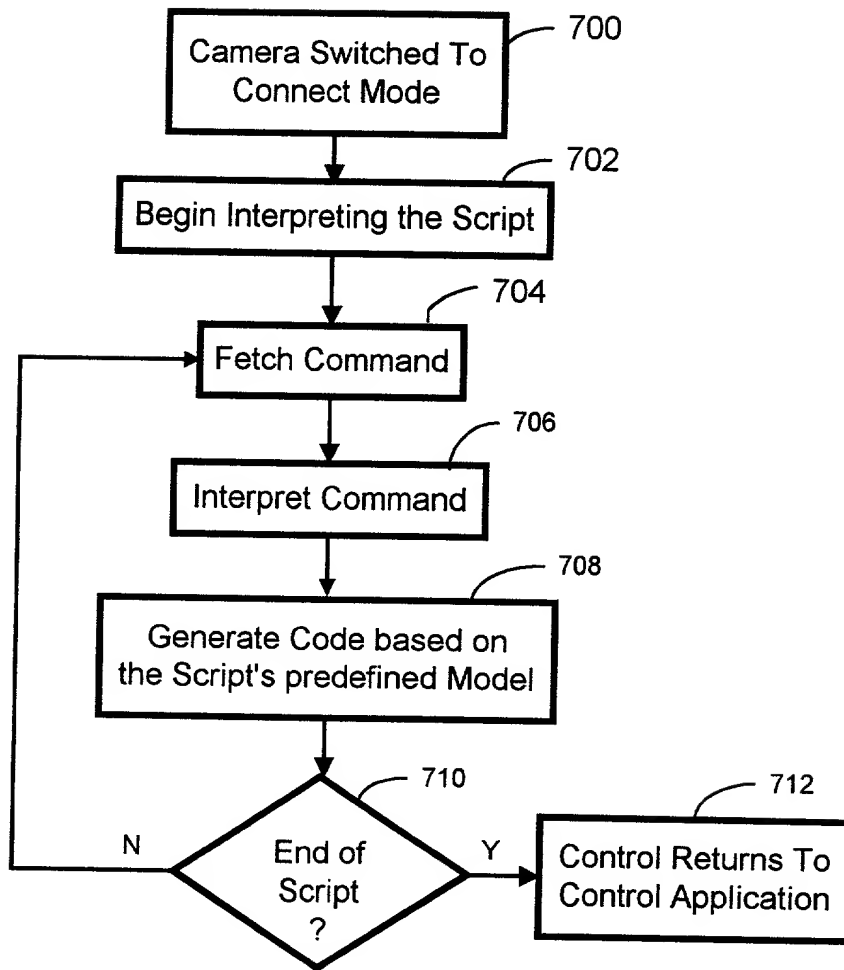 700
Camera Switched To
Connect Mode
702
Begin Interpreting the Script
704
Fetch Command
706
Interpret Command
708
Generate Code based on
the Script's predefined Model
710
End of
Script
?
N
Y
712
Control Returns To
Control Application